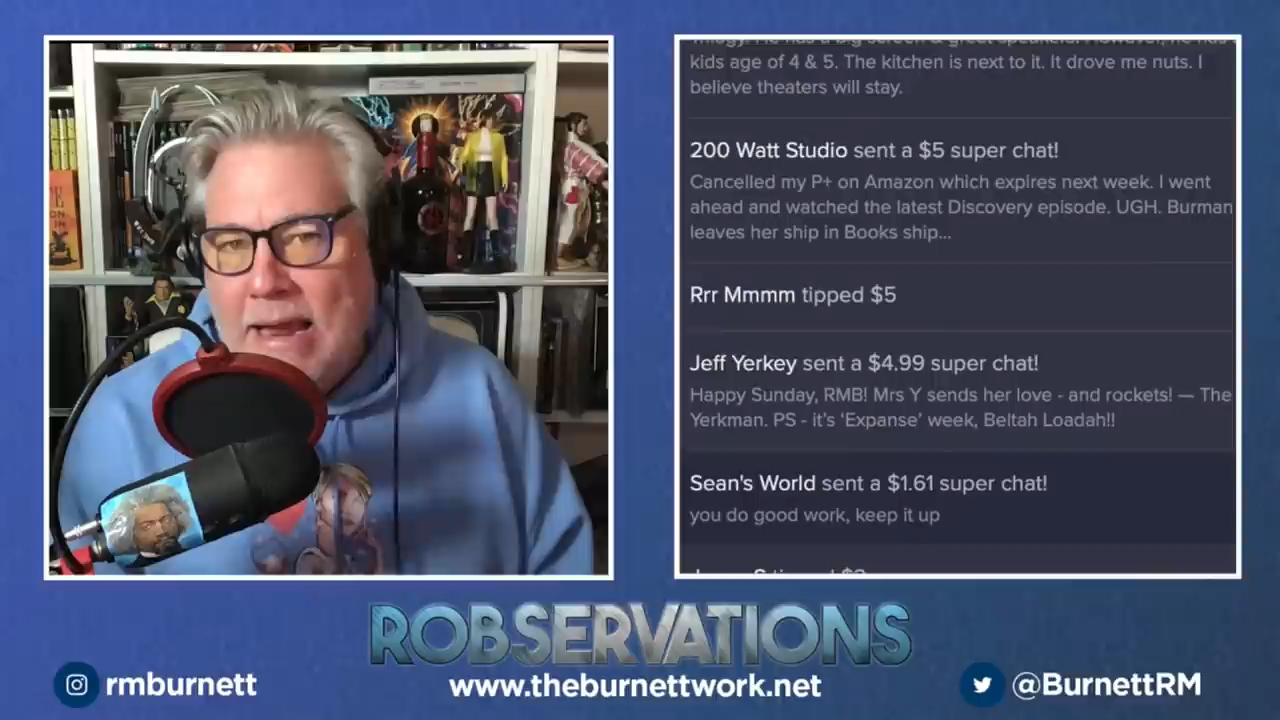 kids age of 4 & 5. The kitchen is next to it. It drove me nuts. I
believe theaters will stay.
200 Watt Studio sent a $5 super chat!
Cancelled my P+ on Amazon which expires next week. I went
ahead and watched the latest Discovery episode. UGH. Burman
leaves her ship in Books ship...
Rrr Mmmm tipped $5
Jeff Yerkey sent a $4.99 super chat!
Happy Sunday, RMB! Mrs Y sends her love - and rockets! — The
Yerkman. PS - it's ‘Expanse’ week, Beltah Loadah!!
Sean's World sent a $1.61 super chat!
you do good work, keep it up
ROBSERVATIONS
rmburnett
www.theburnettwork.net
@BurnettRM